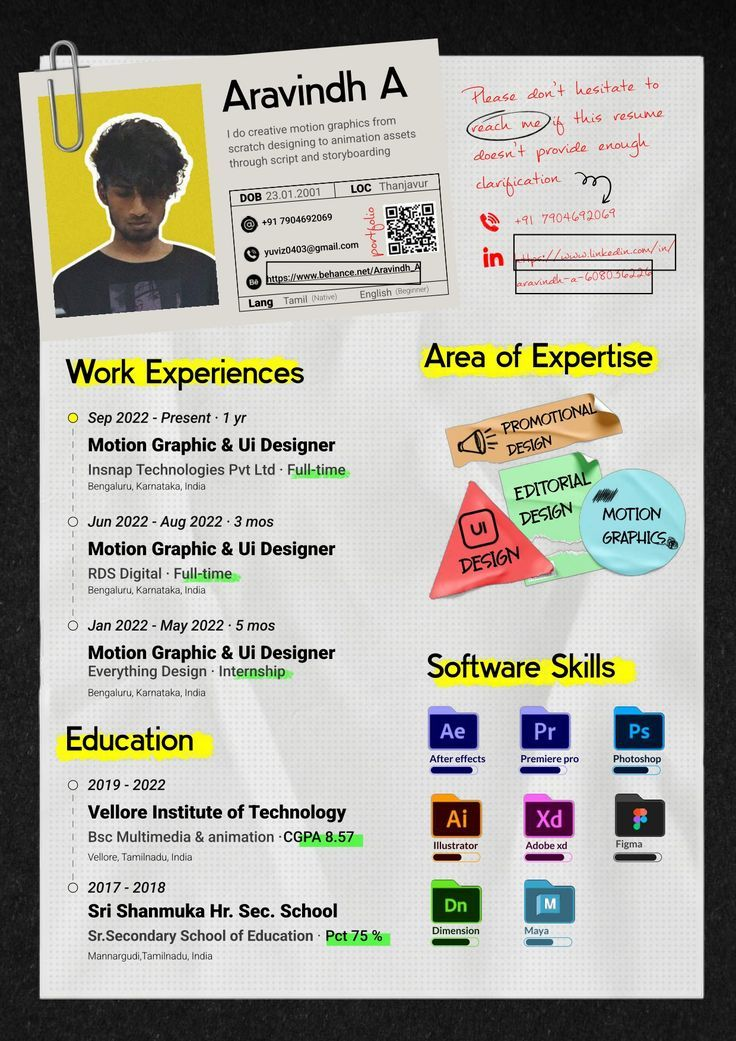 Aravindh A
I do creative motion graphics from
scratch designing to animation assets
through script and storyboarding
DOB 23.01.2001 LOC Thanjavur
+91 7904692069
yuviz0403@gmail.com
https://www.behance.net/Aravindh_A
portfolio
Lang Tamil (Native) English (Beginner)
Please don't hesitate to
reach me if this resume
doesn't provide enough
clarification
+91 7904692069
in https://www.linkedin.com/in/
aravindh-a-608036226
Work Experiences
Sep 2022 - Present · 1 yr
Motion Graphic & Ui Designer
Insnap Technologies Pvt Ltd · Full-time
Bengaluru, Karnataka, India
Jun 2022 - Aug 2022 · 3 mos
Motion Graphic & Ui Designer
RDS Digital · Full-time
Bengaluru, Karnataka, India
Jan 2022 - May 2022 · 5 mos
Motion Graphic & Ui Designer
Everything Design · Internship
Bengaluru, Karnataka, India
Education
2019 - 2022
Vellore Institute of Technology
Bsc Multimedia & animation ·CGPA 8.57
Vellore, Tamilnadu, India
2017 - 2018
Sri Shanmuka Hr. Sec. School
Sr.Secondary School of Education · Pct 75 %
Mannargudi,Tamilnadu, India
Area of Expertise
PROMOTIONAL
DESIGN
EDITORIAL
DESIGN
UI
DESIGN
MOTION
GRAPHICS
Software Skills
Ae Pr Ps
After effects Premiere pro Photoshop
Ai Xd
Illustrator Adobe xd Figma
Dn M
Dimension Maya